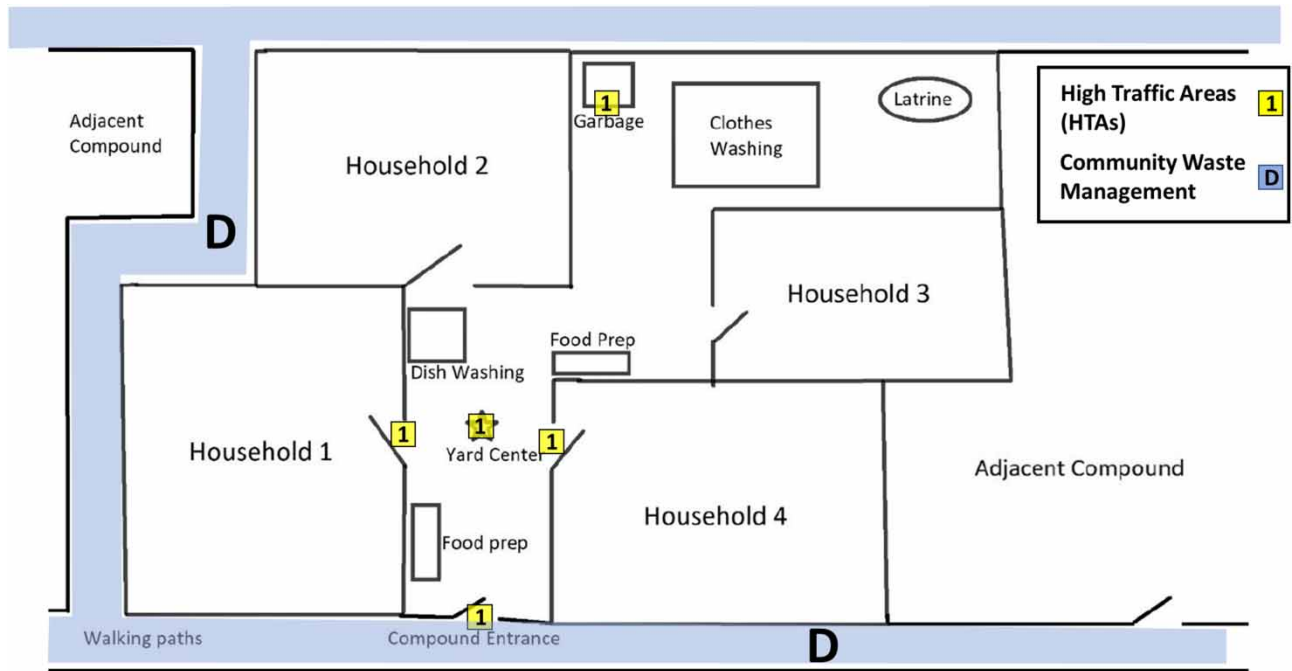 Adjacent
Compound
Household 2
1
Garbage
Clothes
Washing
Latrine
High Traffic Areas
(HTAs)
1
Community Waste
Management
D
D
Household 3
Food Prep
Dish Washing
1
1
1
Yard Center
Household 1
Adjacent Compound
Household 4
Food prep
1
Walking paths
Compound Entrance
D